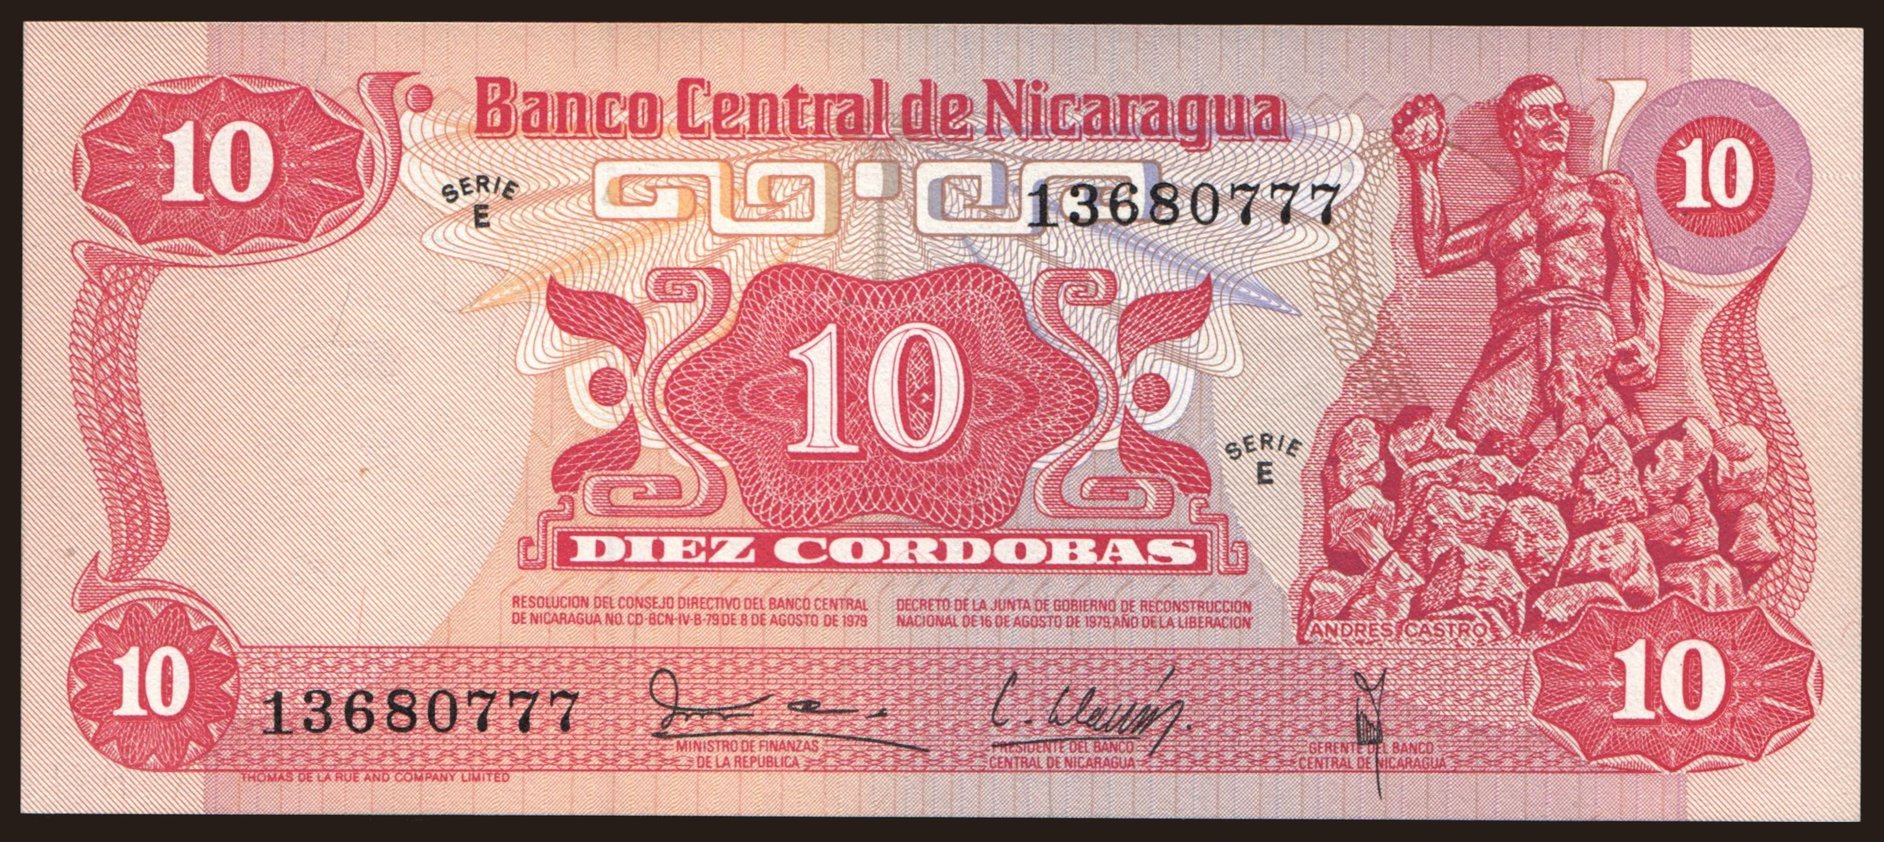 Banco Central de Nicaragua
10
10
SERIE
E
13680777
10
SERIE
E
DIEZ CORDOBAS
RESOLUCION DEL CONSEJO DIRECTIVO DEL BANCO CENTRAL
DE NICARAGUA NO. CD-BCN-IV-B-79 DE 8 DE AGOSTO DE 1979
DECRETO DE LA JUNTA DE GOBIERNO DE RECONSTRUCCION
NACIONAL DE 16 DE AGOSTO DE 1979, AÑO DE LA LIBERACION
ANDRES CASTRO
10
10
13680777
MINISTRO DE FINANZAS
DE LA REPUBLICA
PRESIDENTE DEL BANCO
CENTRAL DE NICARAGUA
GERENTE DEL BANCO
CENTRAL DE NICARAGUA
THOMAS DE LA RUE AND COMPANY LIMITED